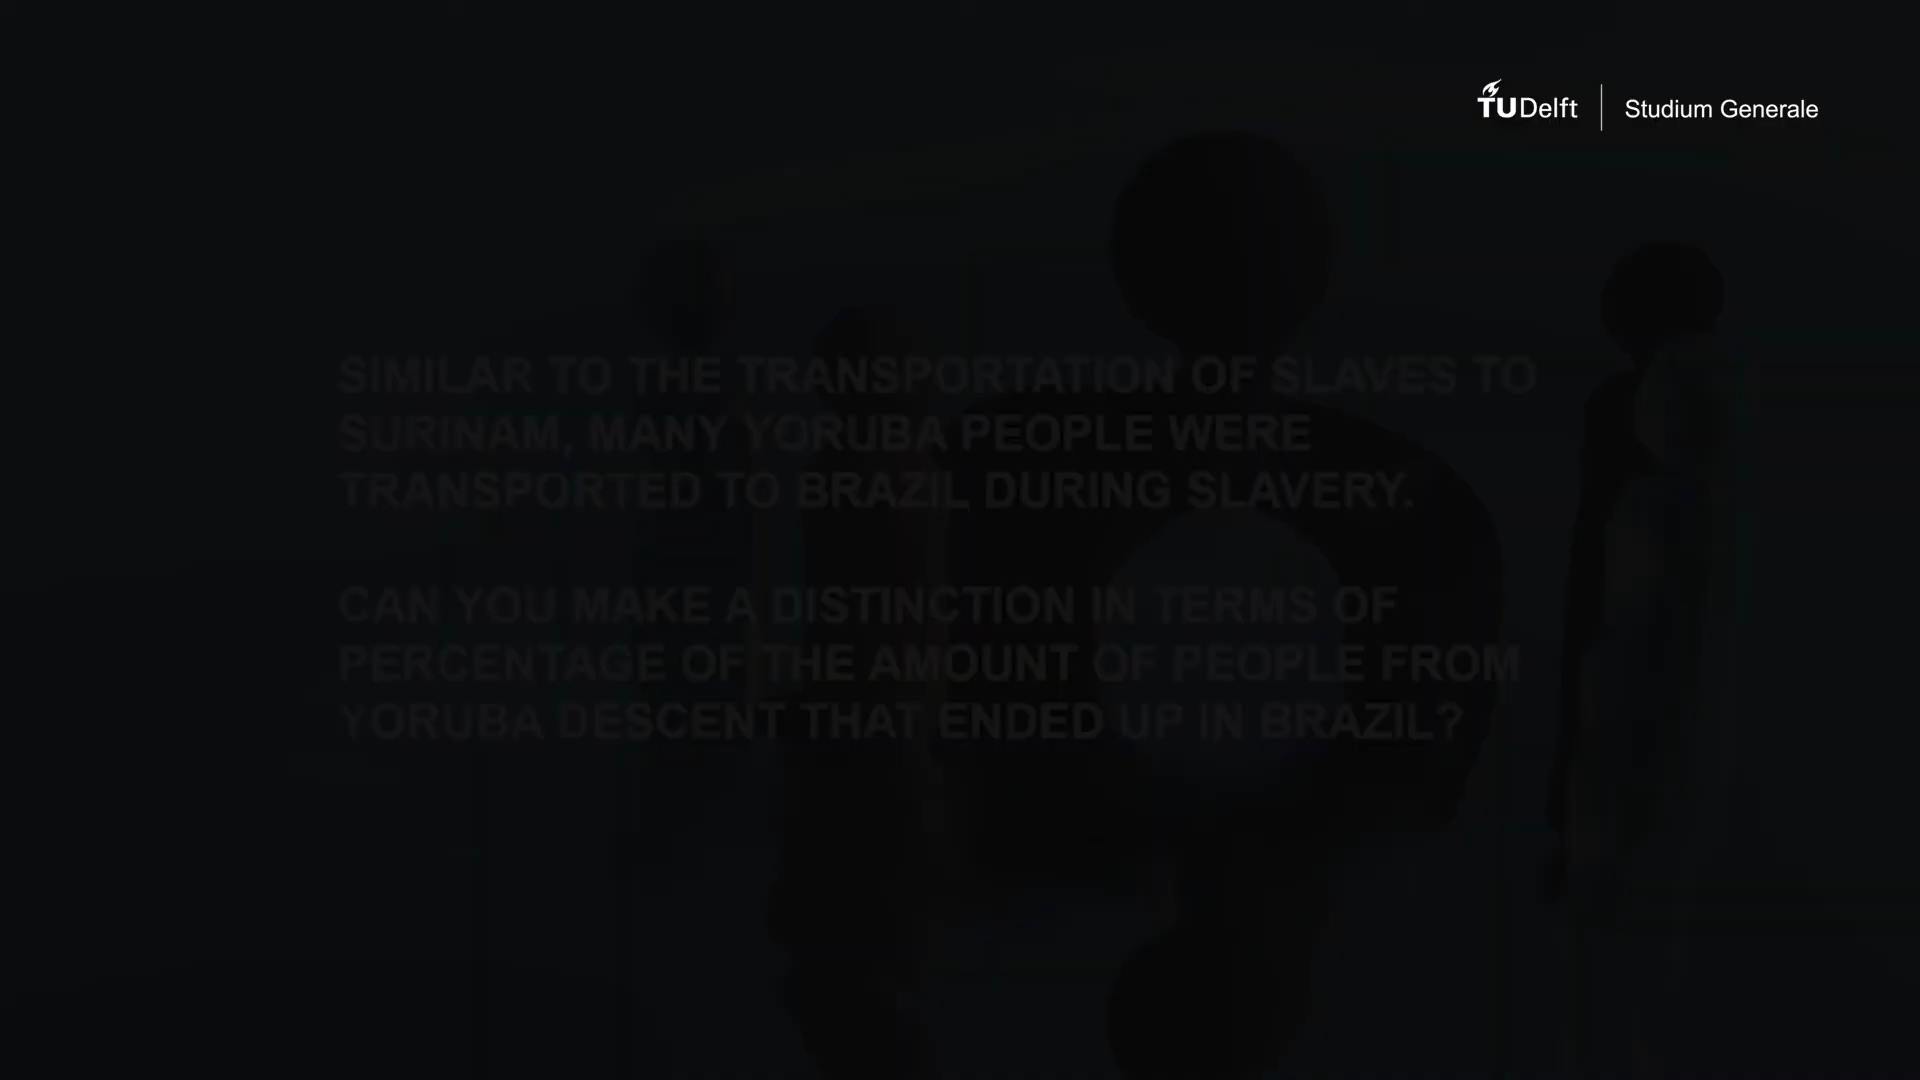 TUDelft | Studium Generale
SIMILAR TO THE TRANSPORTATION OF SLAVES TO
SURINAM, MANY YORUBA PEOPLE WERE
TRANSPORTED TO BRAZIL DURING SLAVERY.
CAN YOU MAKE A DISTINCTION IN TERMS OF
PERCENTAGE OF THE AMOUNT OF PEOPLE FROM
YORUBA DESCENT THAT ENDED UP IN BRAZIL?